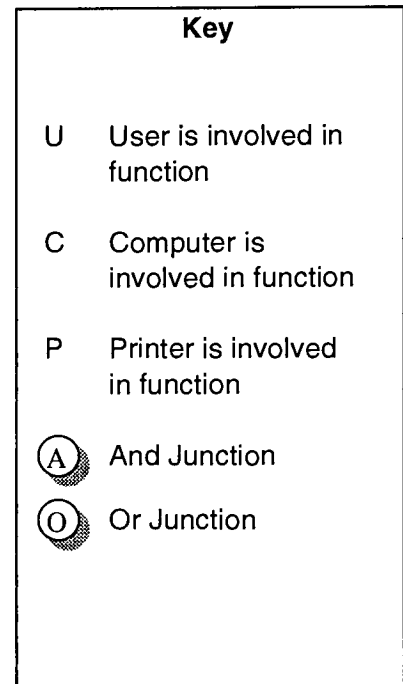 Key
U User is involved in
function
C Computer is
involved in function
P Printer is involved
in function
A And Junction
O Or Junction